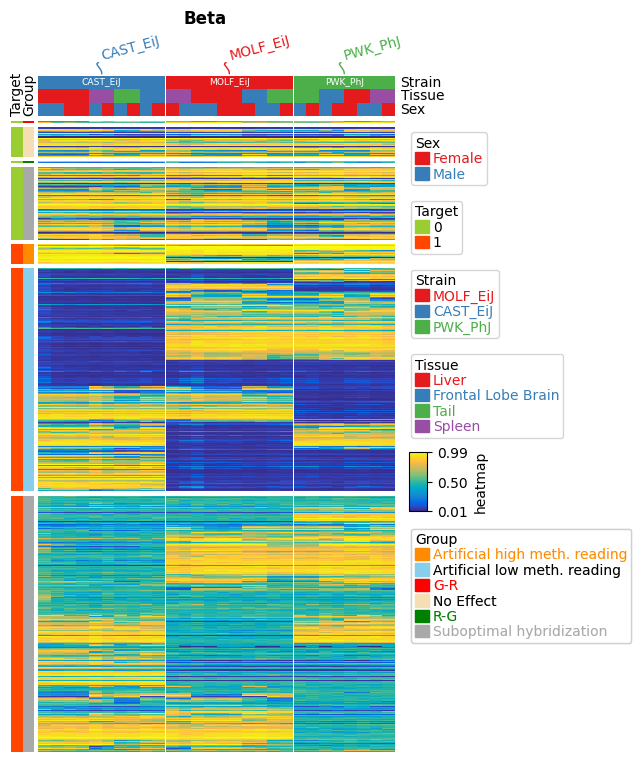 Beta
CAST_EiJ
MOLF_EiJ
PWK_PhJ
Target
Group
CAST_EiJ
MOLF_EiJ
PWK_PhJ
Strain
Tissue
Sex
Sex
Female
Male
Target
0
1
Strain
MOLF_EiJ
CAST_EiJ
PWK_PhJ
Tissue
Liver
Frontal Lobe Brain
Tail
Spleen
0.99
0.50
0.01
heatmap
Group
Artificial high meth. reading
Artificial low meth. reading
G-R
No Effect
R-G
Suboptimal hybridization